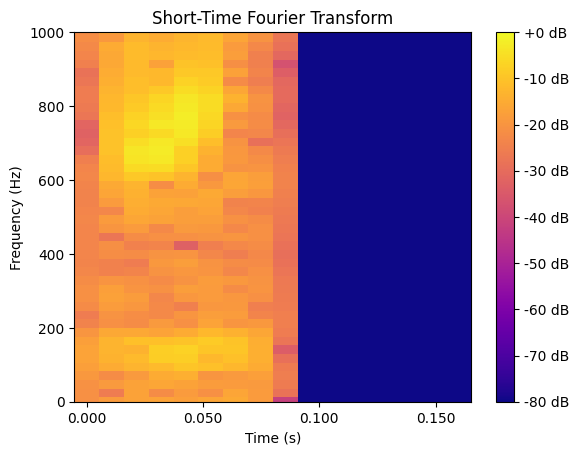 Short-Time Fourier Transform
1000
800
600
400
200
0
Frequency (Hz)
0.000
0.050
0.100
0.150
Time (s)
+0 dB
-10 dB
-20 dB
-30 dB
-40 dB
-50 dB
-60 dB
-70 dB
-80 dB